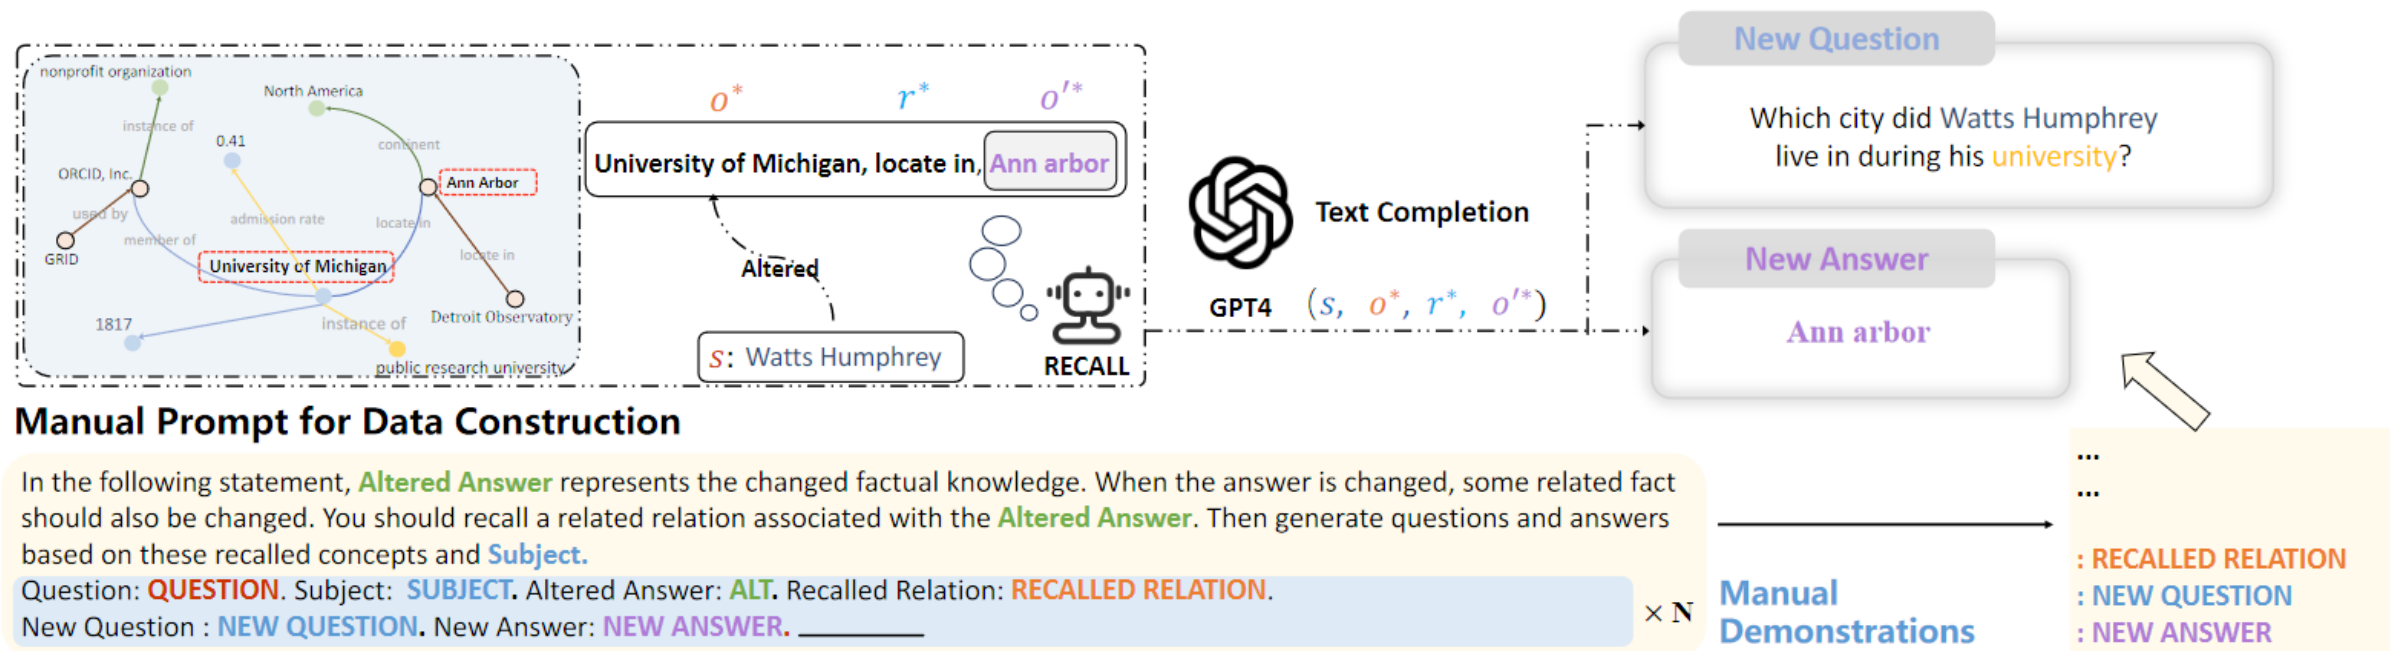 nonprofit organization
North America
instance of
0.41
continent
ORCID, Inc.
Ann Arbor
used by
admission rate
locate in
member of
GRID
University of Michigan
locate in
1817
instance of
Detroit Observatory
public research university
o* r* o′*
University of Michigan, locate in, Ann arbor
Altered
s: Watts Humphrey
RECALL
Text Completion
GPT4 (s, o*, r*, o′*)
New Question
Which city did Watts Humphrey
live in during his university?
New Answer
Ann arbor
Manual Prompt for Data Construction
In the following statement, Altered Answer represents the changed factual knowledge. When the answer is changed, some related fact
should also be changed. You should recall a related relation associated with the Altered Answer. Then generate questions and answers
based on these recalled concepts and Subject.
Question: QUESTION. Subject: SUBJECT. Altered Answer: ALT. Recalled Relation: RECALLED RELATION.
New Question : NEW QUESTION. New Answer: NEW ANSWER.
× N
Manual
Demonstrations
...
...
: RECALLED RELATION
: NEW QUESTION
: NEW ANSWER